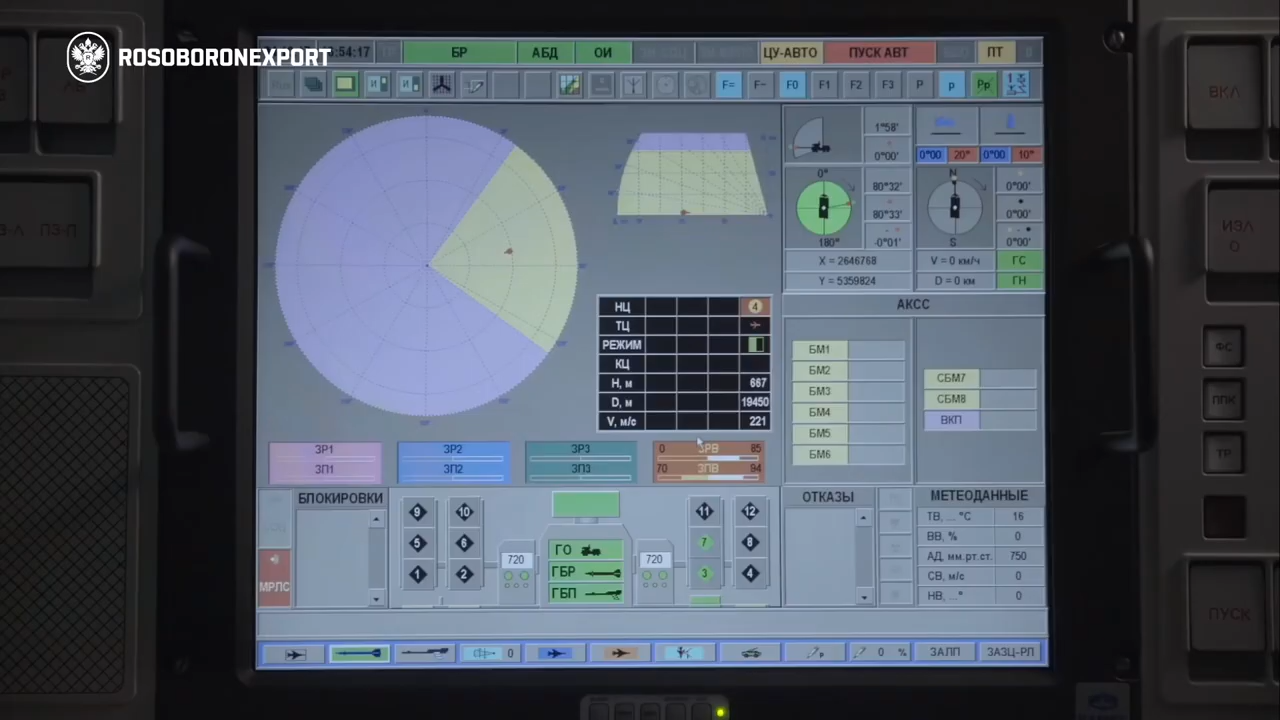 ROSOBORONEXPORT
:54:17 БР АБД ОИ ЦУ-АВТО ПУСК АВТ ПТ 0
F= F~ F0 F1 F2 F3 P p Pp
1°58'
0°00'
0°00 20° 0°00 10°
0° N
80°32' 0°00'
80°33' 0°00'
180° -0°01' S 0°00'
X = 2646768 V = 0 км/ч ГС
Y = 5359824 D = 0 км ГН
НЦ 4
ТЦ
РЕЖИМ
КЦ
Н, м 667
D, м 19450
V, м/с 221
АКСС
БМ1
БМ2
БМ3
БМ4
БМ5
БМ6
СБМ7
СБМ8
ВКП
ЗР1 ЗР2 ЗР3 0 ЗРВ 85
ЗП1 ЗП2 ЗП3 70 ЗПВ 94
БЛОКИРОВКИ
МРЛС
9 10 11 12
5 6 7 8
1 2 3 4
720 720
ГО
ГБР
ГБП
ОТКАЗЫ
МЕТЕОДАННЫЕ
ТВ, ... °C 16
ВВ, % 0
АД, мм.рт.ст. 750
СВ, м/с 0
НВ, ...° 0
0 0 % ЗАЛП ЗАЗЦ-РЛ
ВКЛ
ИЗЛ
О
ФС
ППК
ТР
ПУСК
ПЗ-П